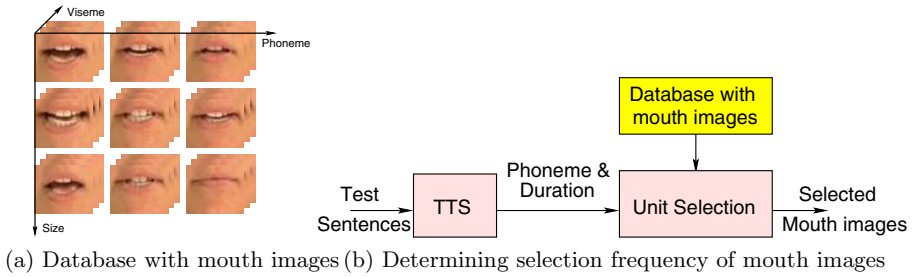 Viseme
Phoneme
Size
Database with
mouth images
Phoneme &
Duration
Test
Sentences
TTS
Unit Selection
Selected
Mouth images
(a) Database with mouth images (b) Determining selection frequency of mouth images